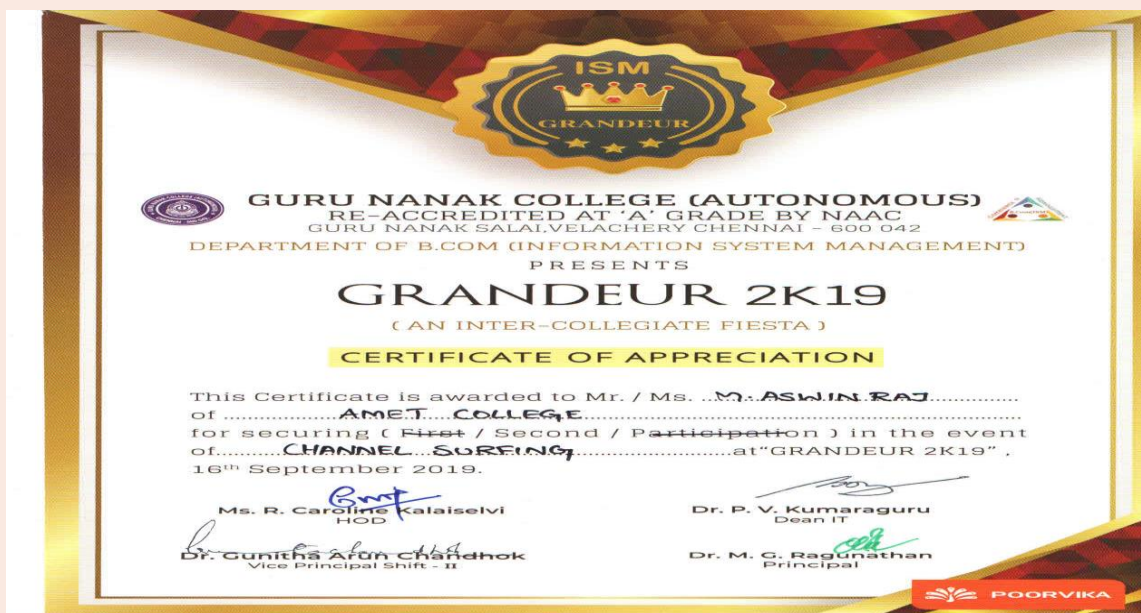 ISM
GRANDEUR
GURU NANAK COLLEGE (AUTONOMOUS)
RE-ACCREDITED AT ‘A’ GRADE BY NAAC
GURU NANAK SALAI,VELACHERY CHENNAI – 600 042
DEPARTMENT OF B.COM (INFORMATION SYSTEM MANAGEMENT)
PRESENTS
GRANDEUR 2K19
( AN INTER-COLLEGIATE FIESTA )
CERTIFICATE OF APPRECIATION
This Certificate is awarded to Mr. / Ms. ..M. ASWIN RAJ..............
of ..................AMET COLLEGE......................................................
for securing ( First / Second / Participation ) in the event
of..........CHANNEL SURFING........................at“GRANDEUR 2K19” ,
16th September 2019.
Ms. R. Caroline Kalaiselvi
HOD
Dr. P. V. Kumaraguru
Dean IT
Dr. Gunitha Arun Chandhok
Vice Principal Shift - II
Dr. M. G. Ragunathan
Principal
POORVIKA